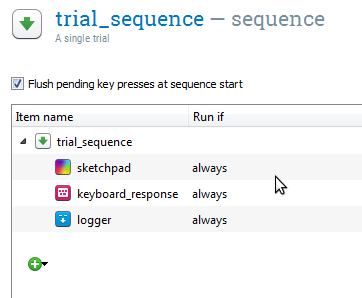 trial_sequence – sequence
A single trial
Flush pending key presses at sequence start
Item name Run if
trial_sequence
sketchpad always
keyboard_response always
logger always